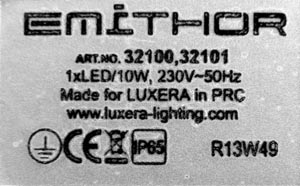 EMITHOR
ART.NO. 32100,32101
1xLED/10W, 230V~50Hz
Made for LUXERA in PRC
www.luxera-lighting.com
CE IP65 R13W49